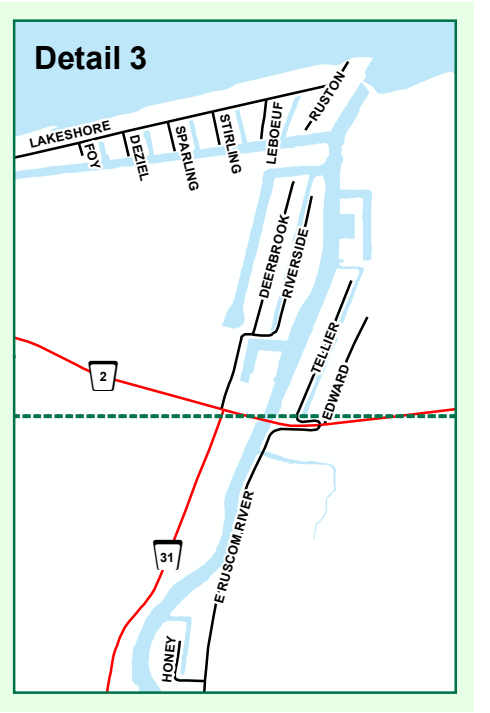 Detail 3
LAKESHORE
FOY
DEZIEL
SPARLING
STIRLING
LEBOEUF
RUSTON
DEERBROOK
RIVERSIDE
TELLIER
EDWARD
2
31
E RUSCOM RIVER
HONEY